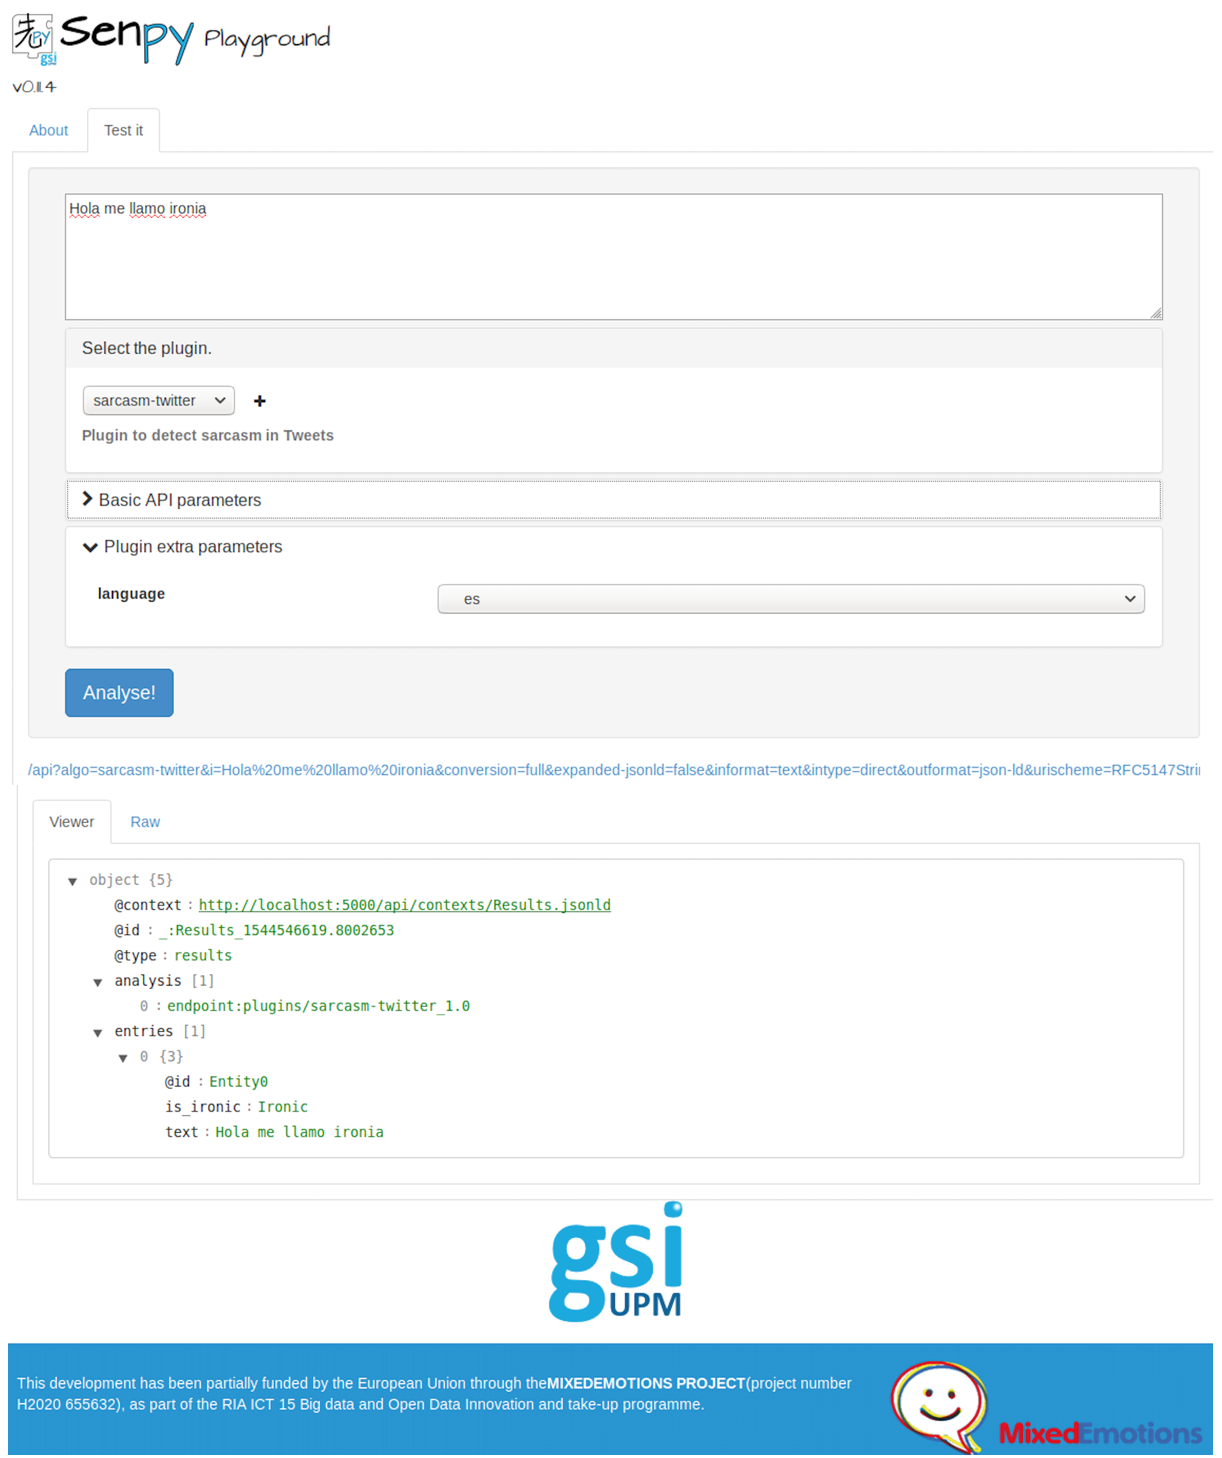 先PY gsi senpy Playground
v0.11.4
About Test it
Hola me llamo ironia
Select the plugin.
sarcasm-twitter +
Plugin to detect sarcasm in Tweets
Basic API parameters
Plugin extra parameters
language es
Analyse!
/api?algo=sarcasm-twitter&i=Hola%20me%20llamo%20ironia&conversion=full&expanded-jsonld=false&informat=text&intype=direct&outformat=json-ld&urischeme=RFC5147Stri
Viewer Raw
object {5}
@context : http://localhost:5000/api/contexts/Results.jsonld
@id : _:Results_1544546619.8002653
@type : results
analysis [1]
0 : endpoint:plugins/sarcasm-twitter_1.0
entries [1]
0 {3}
@id : Entity0
is_ironic : Ironic
text : Hola me llamo ironia
gsi
UPM
This development has been partially funded by the European Union through theMIXEDEMOTIONS PROJECT(project number
H2020 655632), as part of the RIA ICT 15 Big data and Open Data Innovation and take-up programme.
MixedEmotions